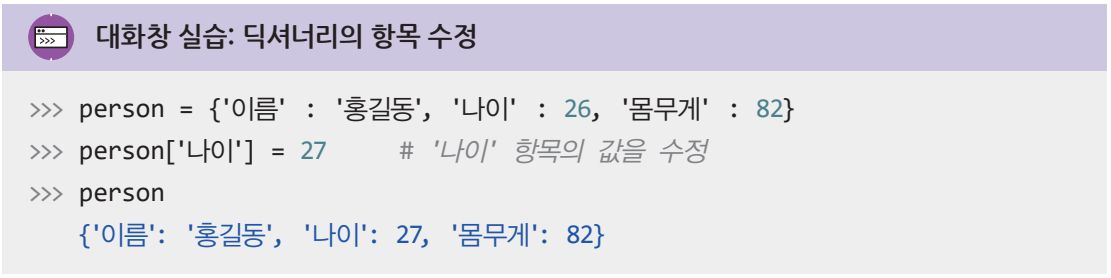 >>>
대화창 실습: 딕셔너리의 항목 수정
>>> person = {'이름' : '홍길동', '나이' : 26, '몸무게' : 82}
>>> person['나이'] = 27 # '나이' 항목의 값을 수정
>>> person
{'이름': '홍길동', '나이': 27, '몸무게': 82}